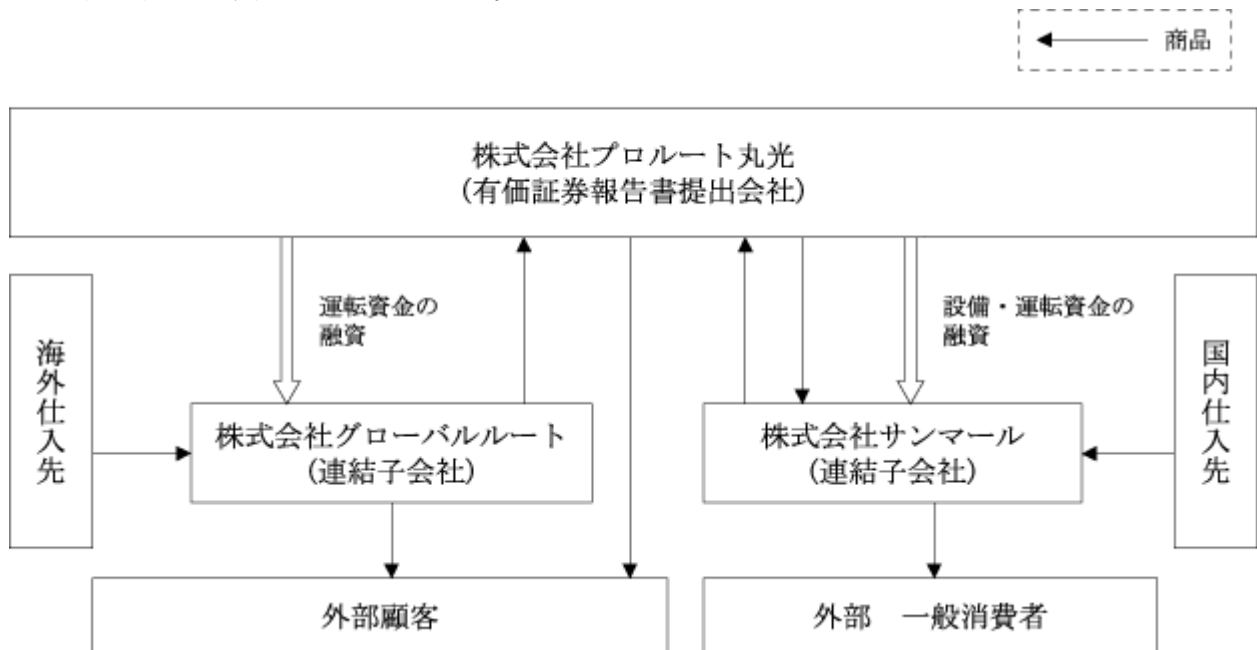 商品
株式会社プロルート丸光
(有価証券報告書提出会社)
運転資金の
融資
設備・運転資金の
融資
海外仕入先
国内仕入先
株式会社グローバルルート
(連結子会社)
株式会社サンマール
(連結子会社)
外部顧客
外部　一般消費者